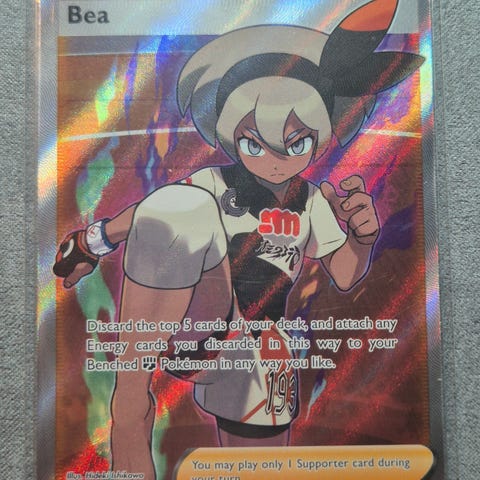 Bea
Discard the top 5 cards of your deck, and attach any
Energy cards you discarded in this way to your
Benched Pokémon in any way you like.
193
Illus. Hideki Ishikawa
You may play only 1 Supporter card during
your turn.